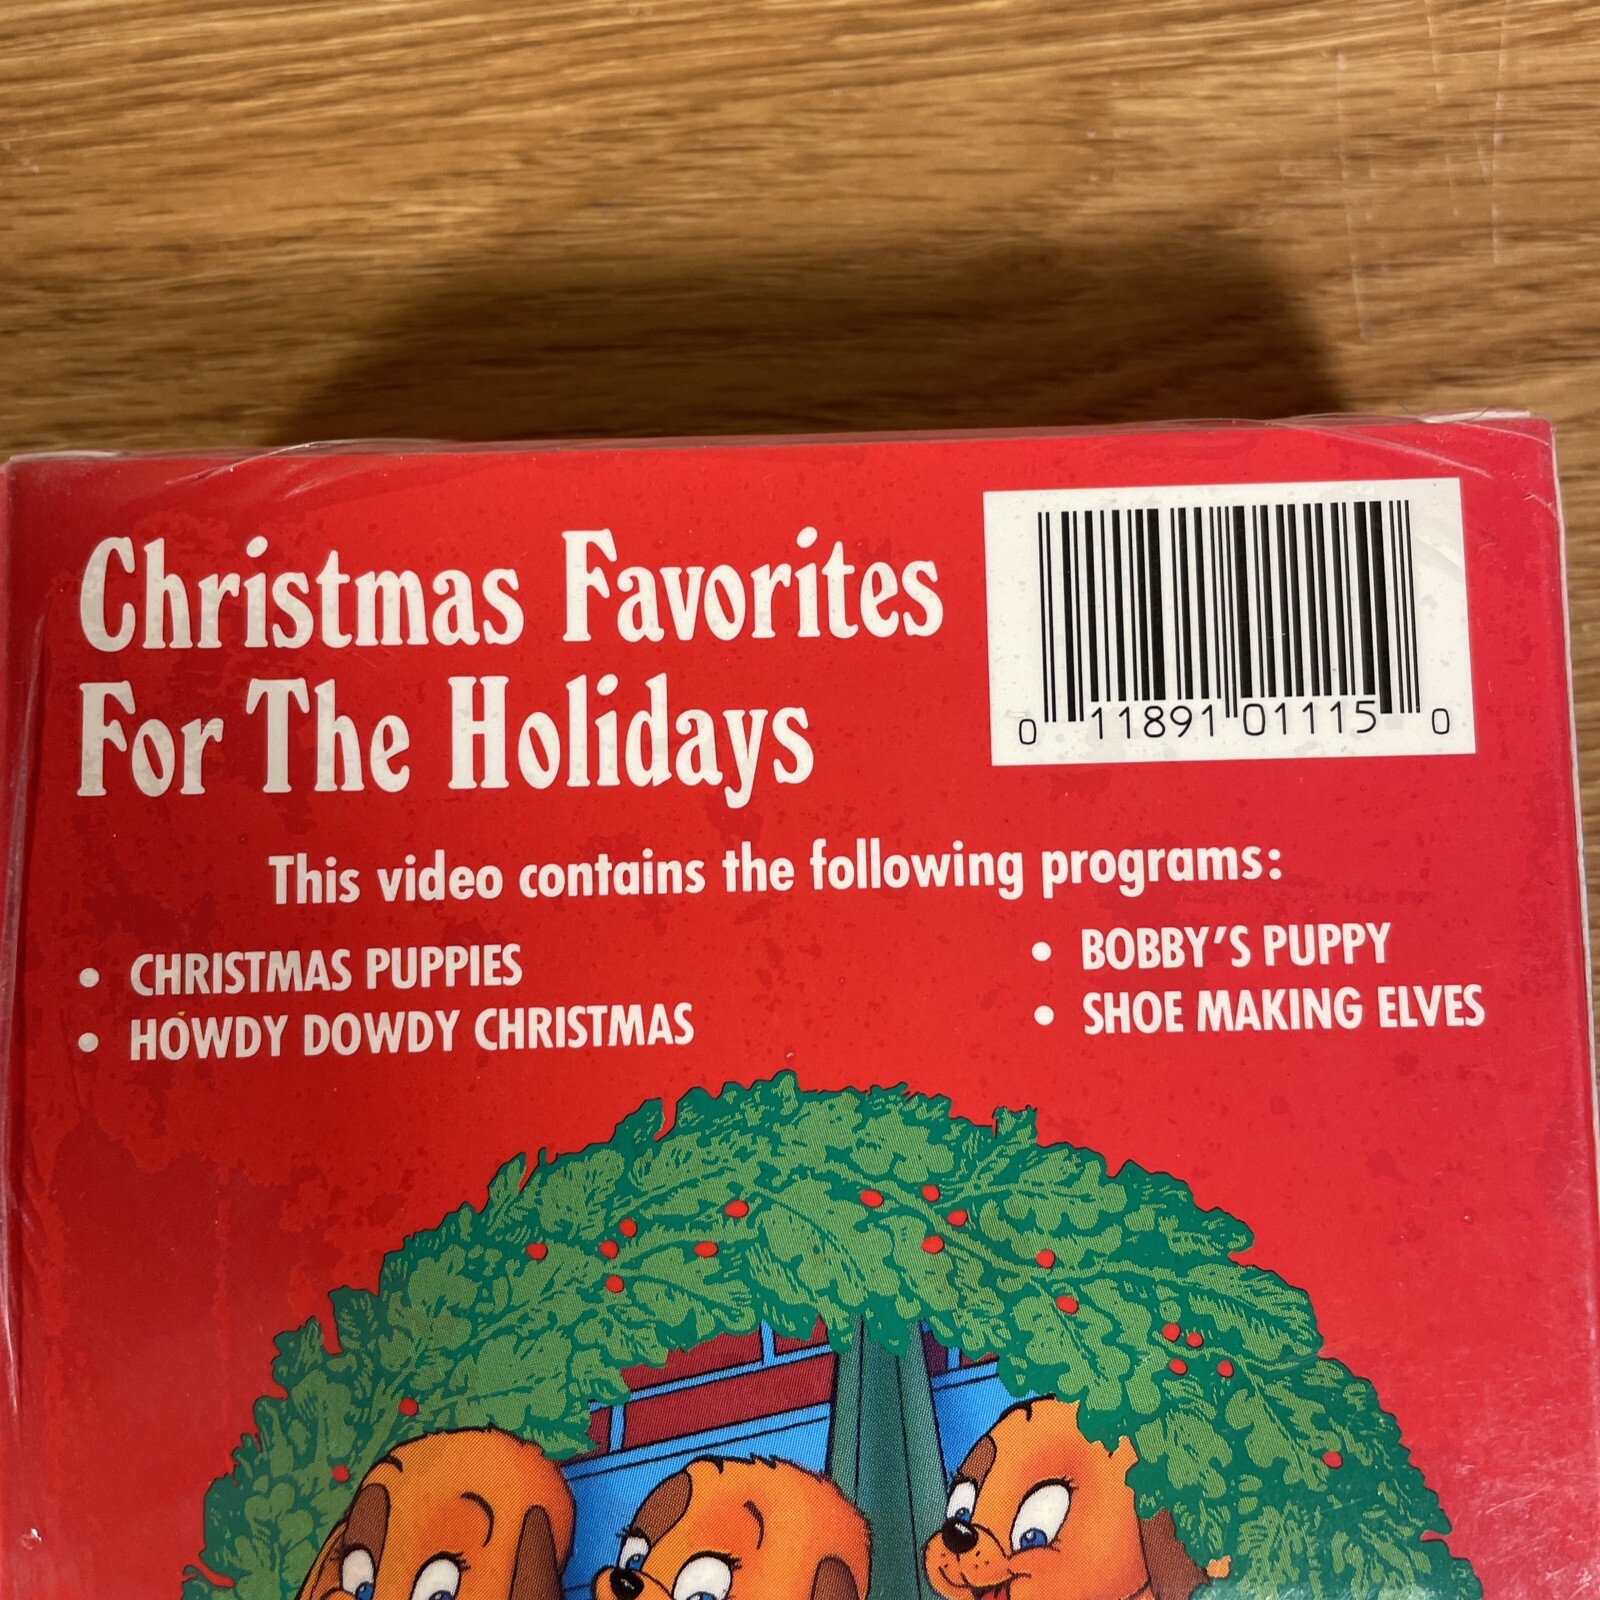 Christmas Favorites
For The Holidays
0 11891 01115 0
This video contains the following programs:
• CHRISTMAS PUPPIES
• HOWDY DOWDY CHRISTMAS
• BOBBY'S PUPPY
• SHOE MAKING ELVES